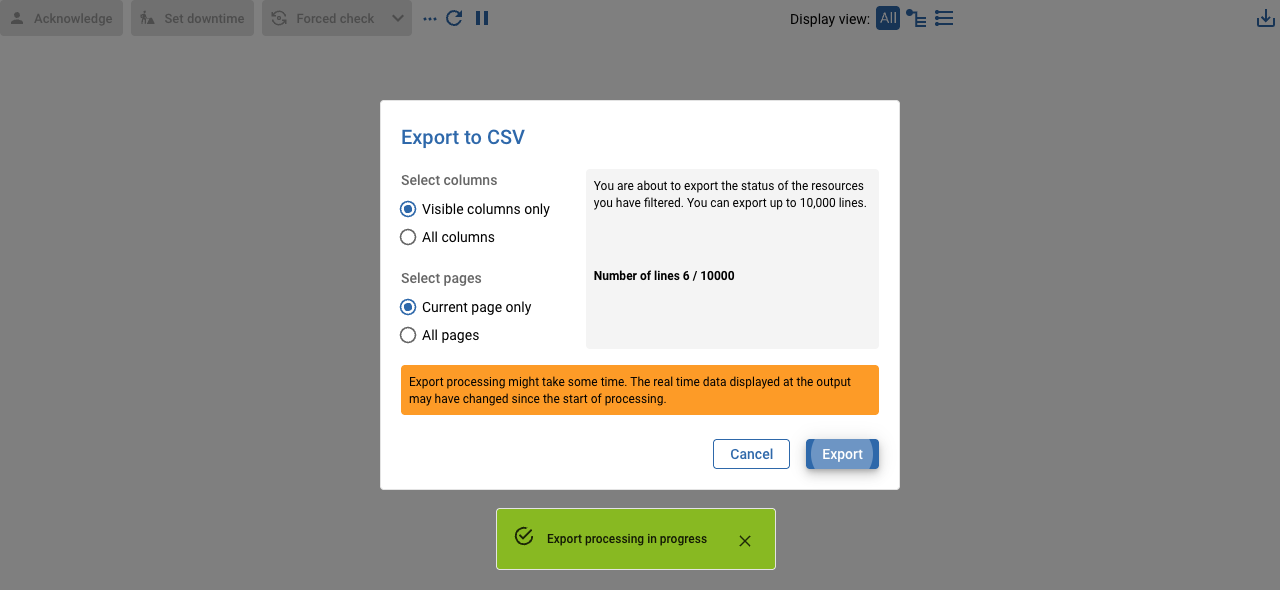 Acknowledge Set downtime Forced check Display view: All
Export to CSV
Select columns
Visible columns only
All columns
Select pages
Current page only
All pages
You are about to export the status of the resources
you have filtered. You can export up to 10,000 lines.
Number of lines 6 / 10000
Export processing might take some time. The real time data displayed at the output
may have changed since the start of processing.
Cancel Export
Export processing in progress